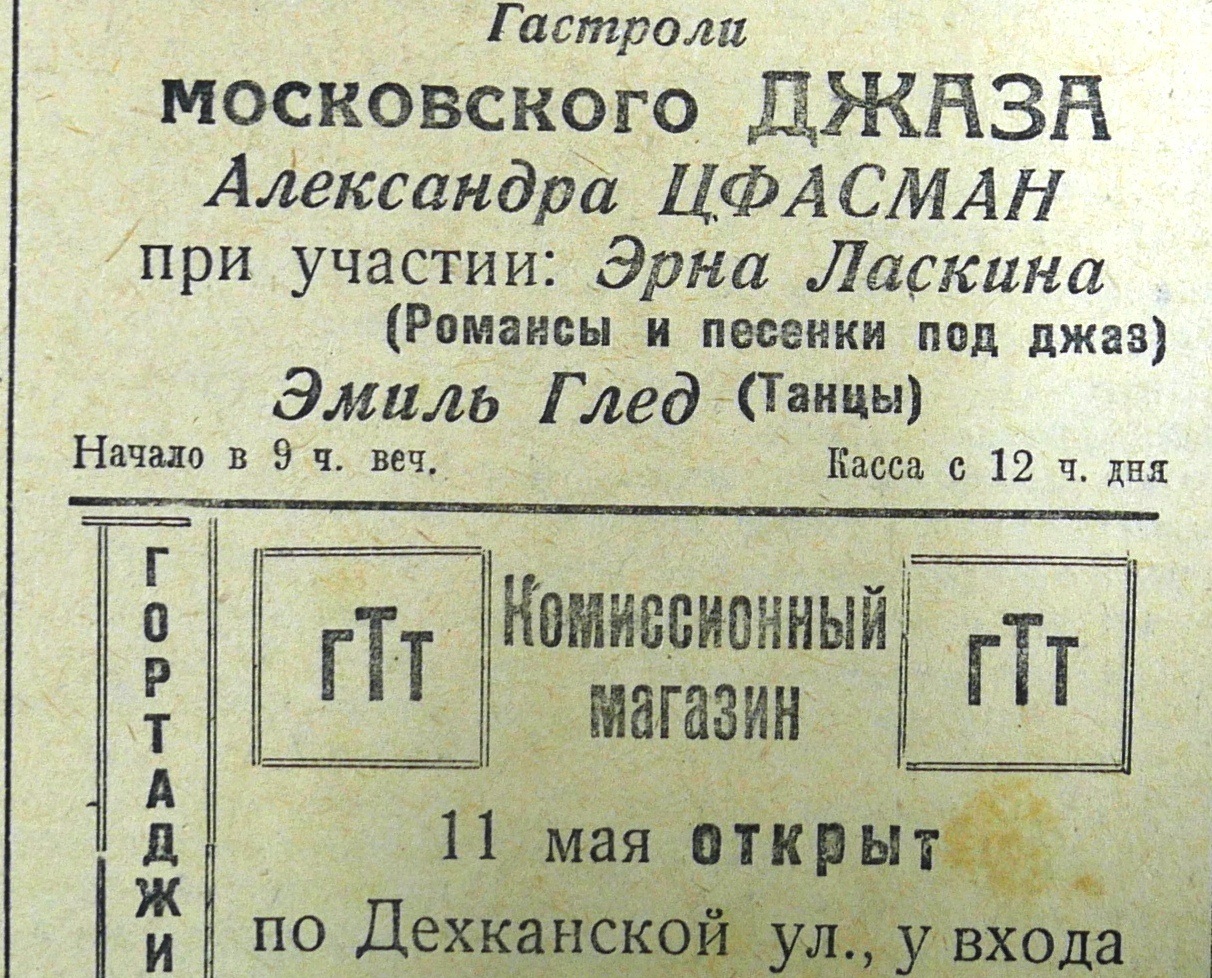 Гастроли
МОСКОВСКОГО ДЖАЗА
Александра ЦФАСМАН
при участии: Эрна Ласкина
(Романсы и песенки под джаз)
Эмиль Глед (Танцы)
Начало в 9 ч. веч. Касса с 12 ч. дня
ГОРТАДЖИ
ГТТ Комиссионный ГТТ
магазин
11 мая открыт
по Дехканской ул., у входа